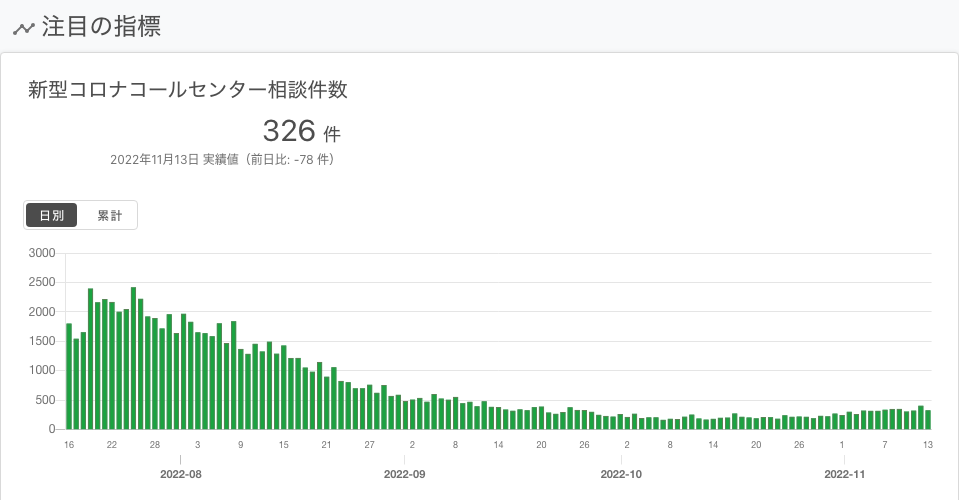 注目の指標
新型コロナコールセンター相談件数
326 件
2022年11月13日 実績値（前日比: -78 件）
日別 累計
3000
2500
2000
1500
1000
500
0
16 22 28 3 9 15 21 27 2 8 14 20 26 2 8 14 20 26 1 7 13
2022-08 2022-09 2022-10 2022-11